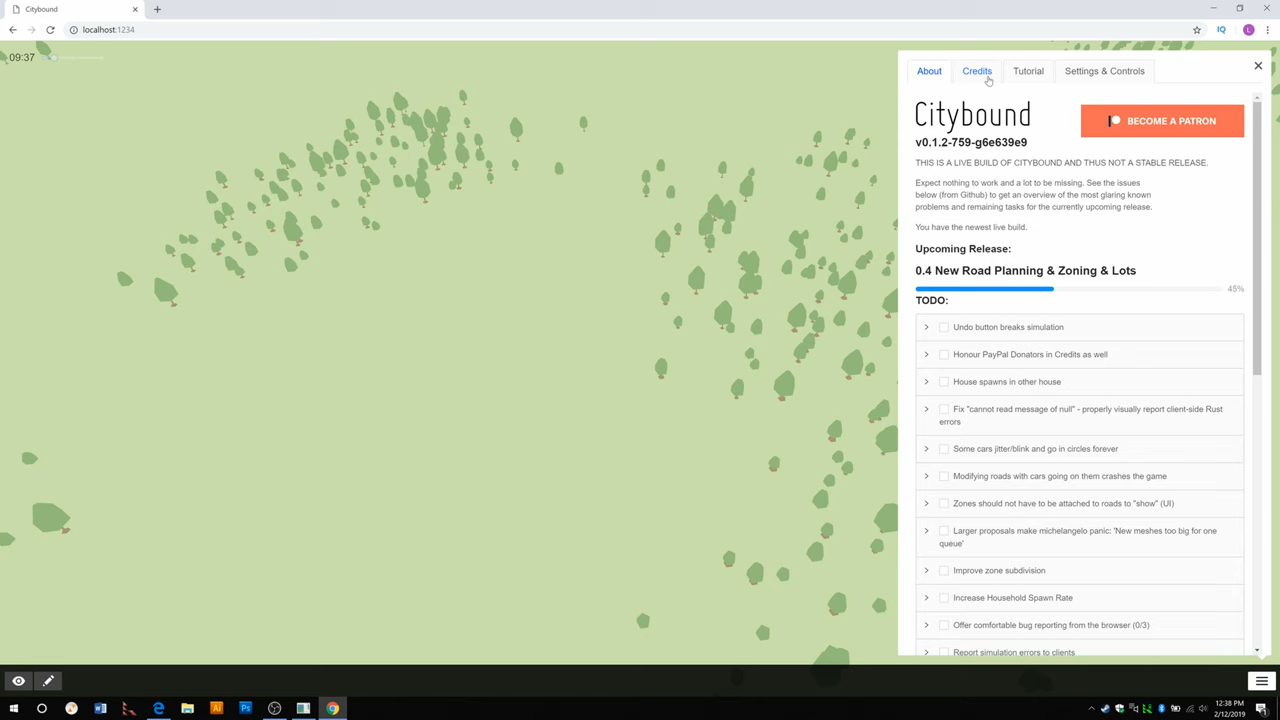 Citybound
localhost:1234
IQ
L
09:37
About
Credits
Tutorial
Settings & Controls
Citybound
BECOME A PATRON
v0.1.2-759-g6e639e9
THIS IS A LIVE BUILD OF CITYBOUND AND THUS NOT A STABLE RELEASE.
Expect nothing to work and a lot to be missing. See the issues
below (from Github) to get an overview of the most glaring known
problems and remaining tasks for the currently upcoming release.
You have the newest live build.
Upcoming Release:
0.4 New Road Planning & Zoning & Lots
45%
TODO:
Undo button breaks simulation
Honour PayPal Donators in Credits as well
House spawns in other house
Fix "cannot read message of null" - properly visually report client-side Rust
errors
Some cars jitter/blink and go in circles forever
Modifying roads with cars going on them crashes the game
Zones should not have to be attached to roads to "show" (UI)
Larger proposals make michelangelo panic: 'New meshes too big for one
queue'
Improve zone subdivision
Increase Household Spawn Rate
Offer comfortable bug reporting from the browser (0/3)
Report simulation errors to clients
Ai
Ps
12:38 PM
2/12/2019